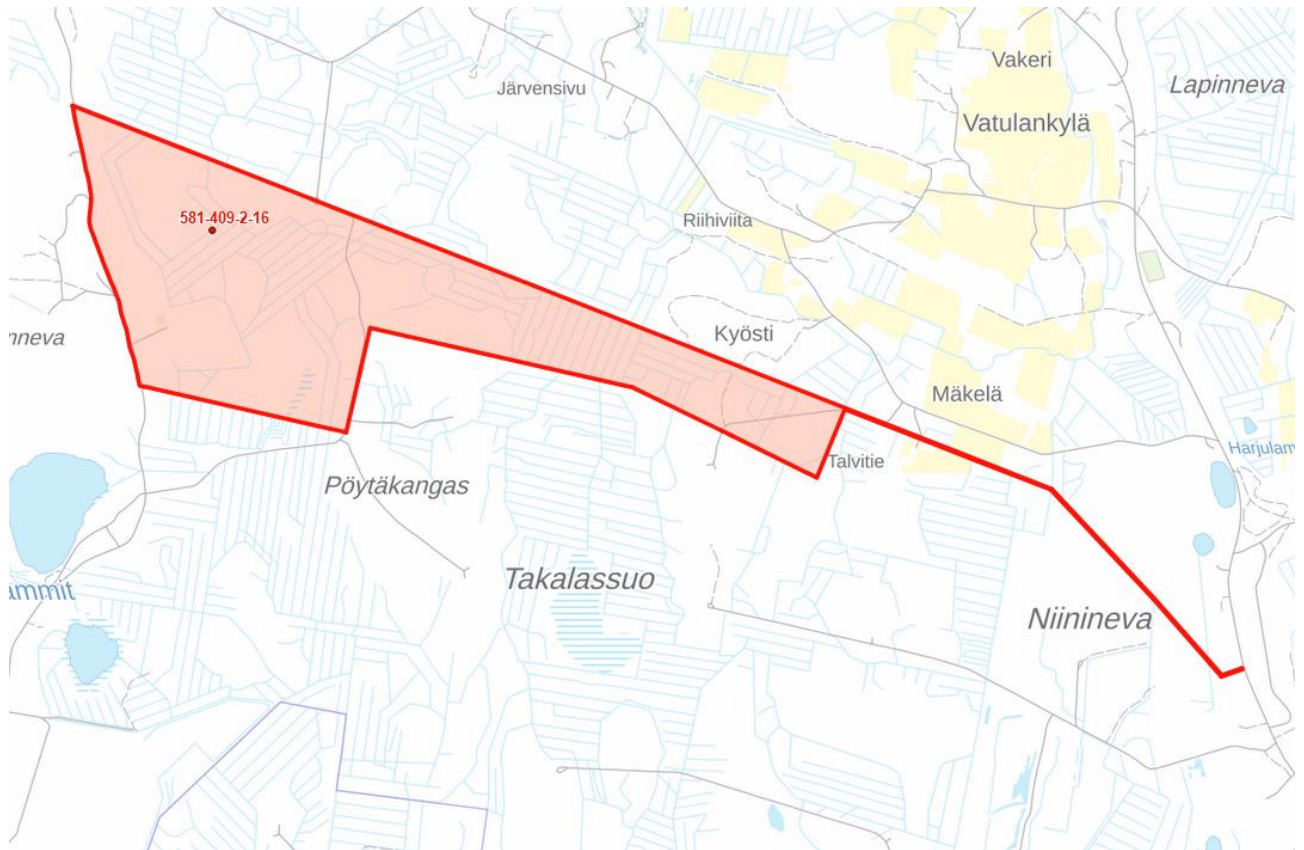 Vakeri
Lapinneva
Järvensivu
Vatulankylä
581-409-2-16
Riihiviita
nneva
Kyösti
Mäkelä
Harjulam
Talvitie
Pöytäkangas
Takalassuo
ammit
Niinineva